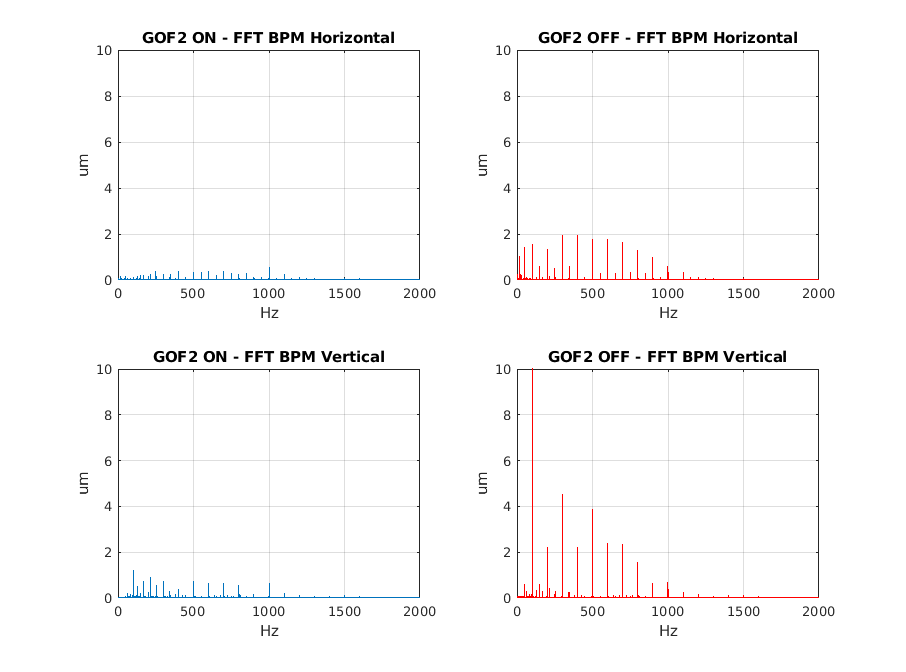 GOF2 ON - FFT BPM Horizontal
10
8
6
4
2
0
um
0 500 1000 1500 2000
Hz
GOF2 OFF - FFT BPM Horizontal
10
8
6
4
2
0
um
0 500 1000 1500 2000
Hz
GOF2 ON - FFT BPM Vertical
10
8
6
4
2
0
um
0 500 1000 1500 2000
Hz
GOF2 OFF - FFT BPM Vertical
10
8
6
4
2
0
um
0 500 1000 1500 2000
Hz